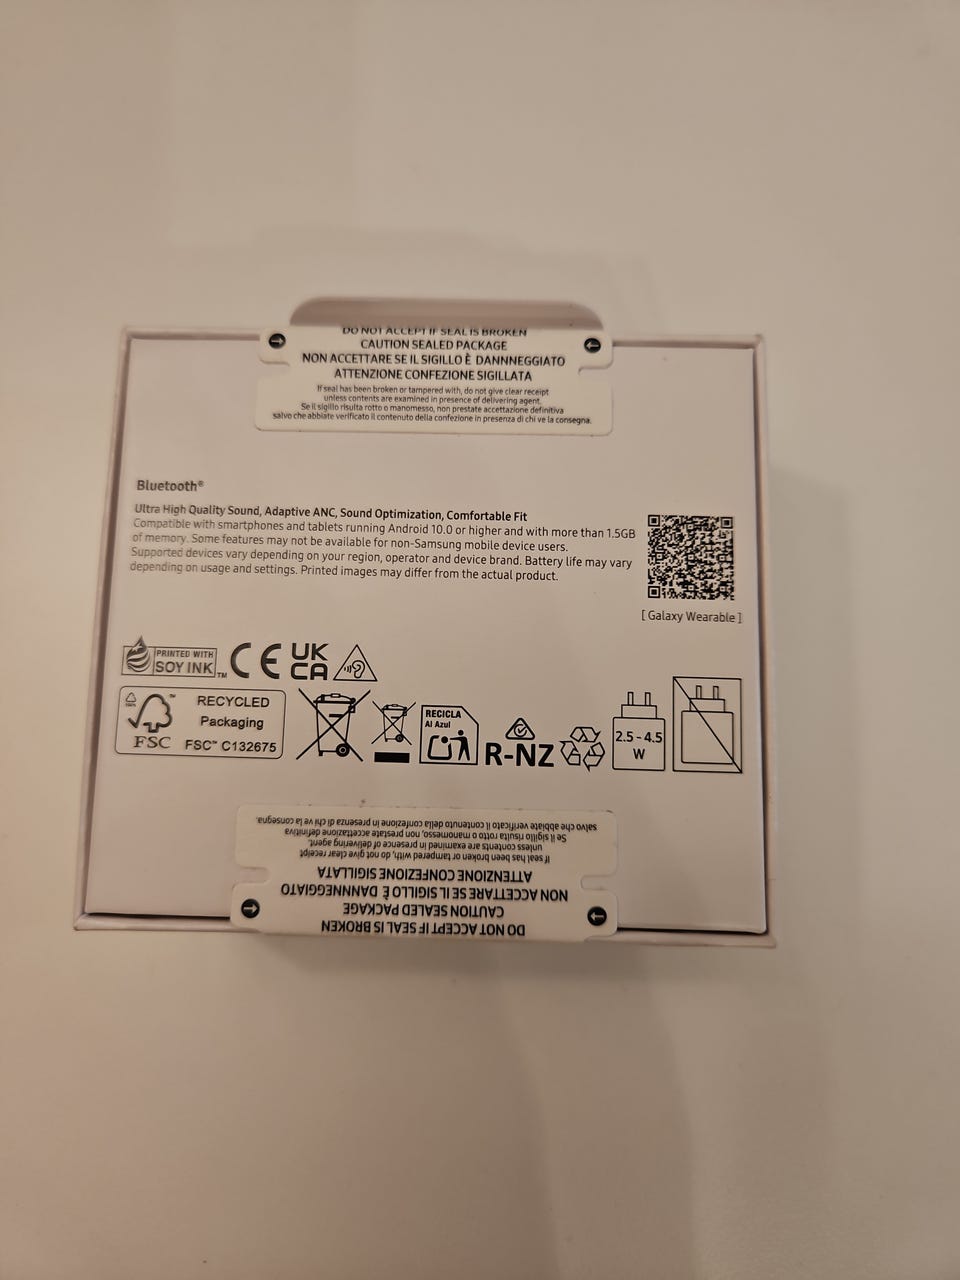 DO NOT ACCEPT IF SEAL IS BROKEN
CAUTION SEALED PACKAGE
NON ACCETTARE SE IL SIGILLO È DANNNEGGIATO
ATTENZIONE CONFEZIONE SIGILLATA
If seal has been broken or tampered with, do not give clear receipt
unless contents are examined in presence of delivering agent.
Se il sigillo risulta rotto o manomesso, non prestate accettazione definitiva
salvo che abbiate verificato il contenuto della confezione in presenza di chi ve la consegna.
Bluetooth®
Ultra High Quality Sound, Adaptive ANC, Sound Optimization, Comfortable Fit
Compatible with smartphones and tablets running Android 10.0 or higher and with more than 1.5GB
of memory. Some features may not be available for non-Samsung mobile device users.
Supported devices vary depending on your region, operator and device brand. Battery life may vary
depending on usage and settings. Printed images may differ from the actual product.
[ Galaxy Wearable ]
PRINTED WITH
SOY INK™
CE
UK
CA
RECYCLED
Packaging
FSC™ C132675
100%
FSC
™
RECICLA
Al Azul
R-NZ
2.5 - 4.5
W
DO NOT ACCEPT IF SEAL IS BROKEN
CAUTION SEALED PACKAGE
NON ACCETTARE SE IL SIGILLO È DANNNEGGIATO
ATTENZIONE CONFEZIONE SIGILLATA
If seal has been broken or tampered with, do not give clear receipt
unless contents are examined in presence of delivering agent.
Se il sigillo risulta rotto o manomesso, non prestate accettazione definitiva
salvo che abbiate verificato il contenuto della confezione in presenza di chi ve la consegna.